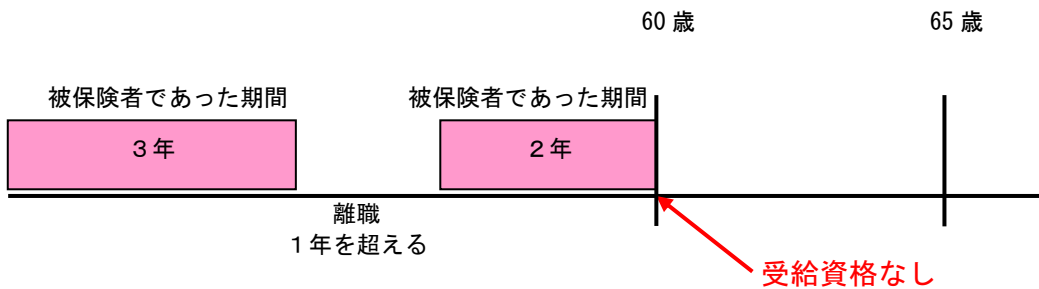 60歳
65歳
被保険者であった期間
被保険者であった期間
３年
２年
離職
１年を超える
受給資格なし